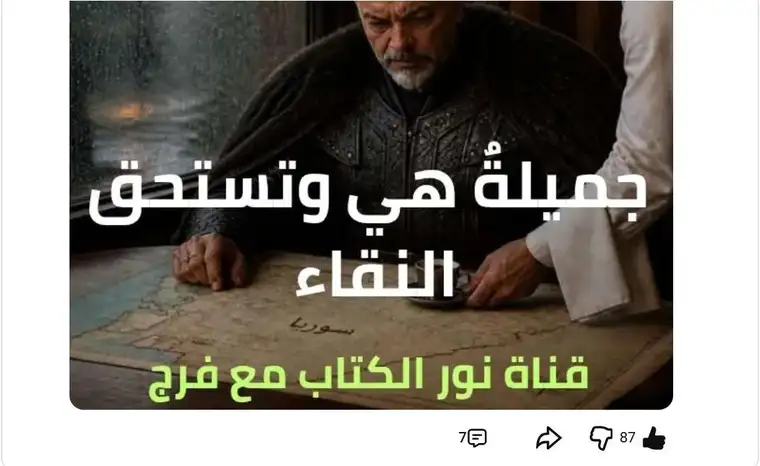 جميلةٌ هي وتستحق
النقاء
سوريا
قناة نور الكتاب مع فرج
87
7